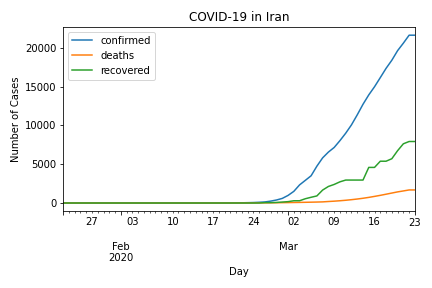 COVID-19 in Iran
confirmed
deaths
recovered
Number of Cases
20000
15000
10000
5000
0
27 03 10 17 24 02 09 16 23
Feb Mar
2020
Day